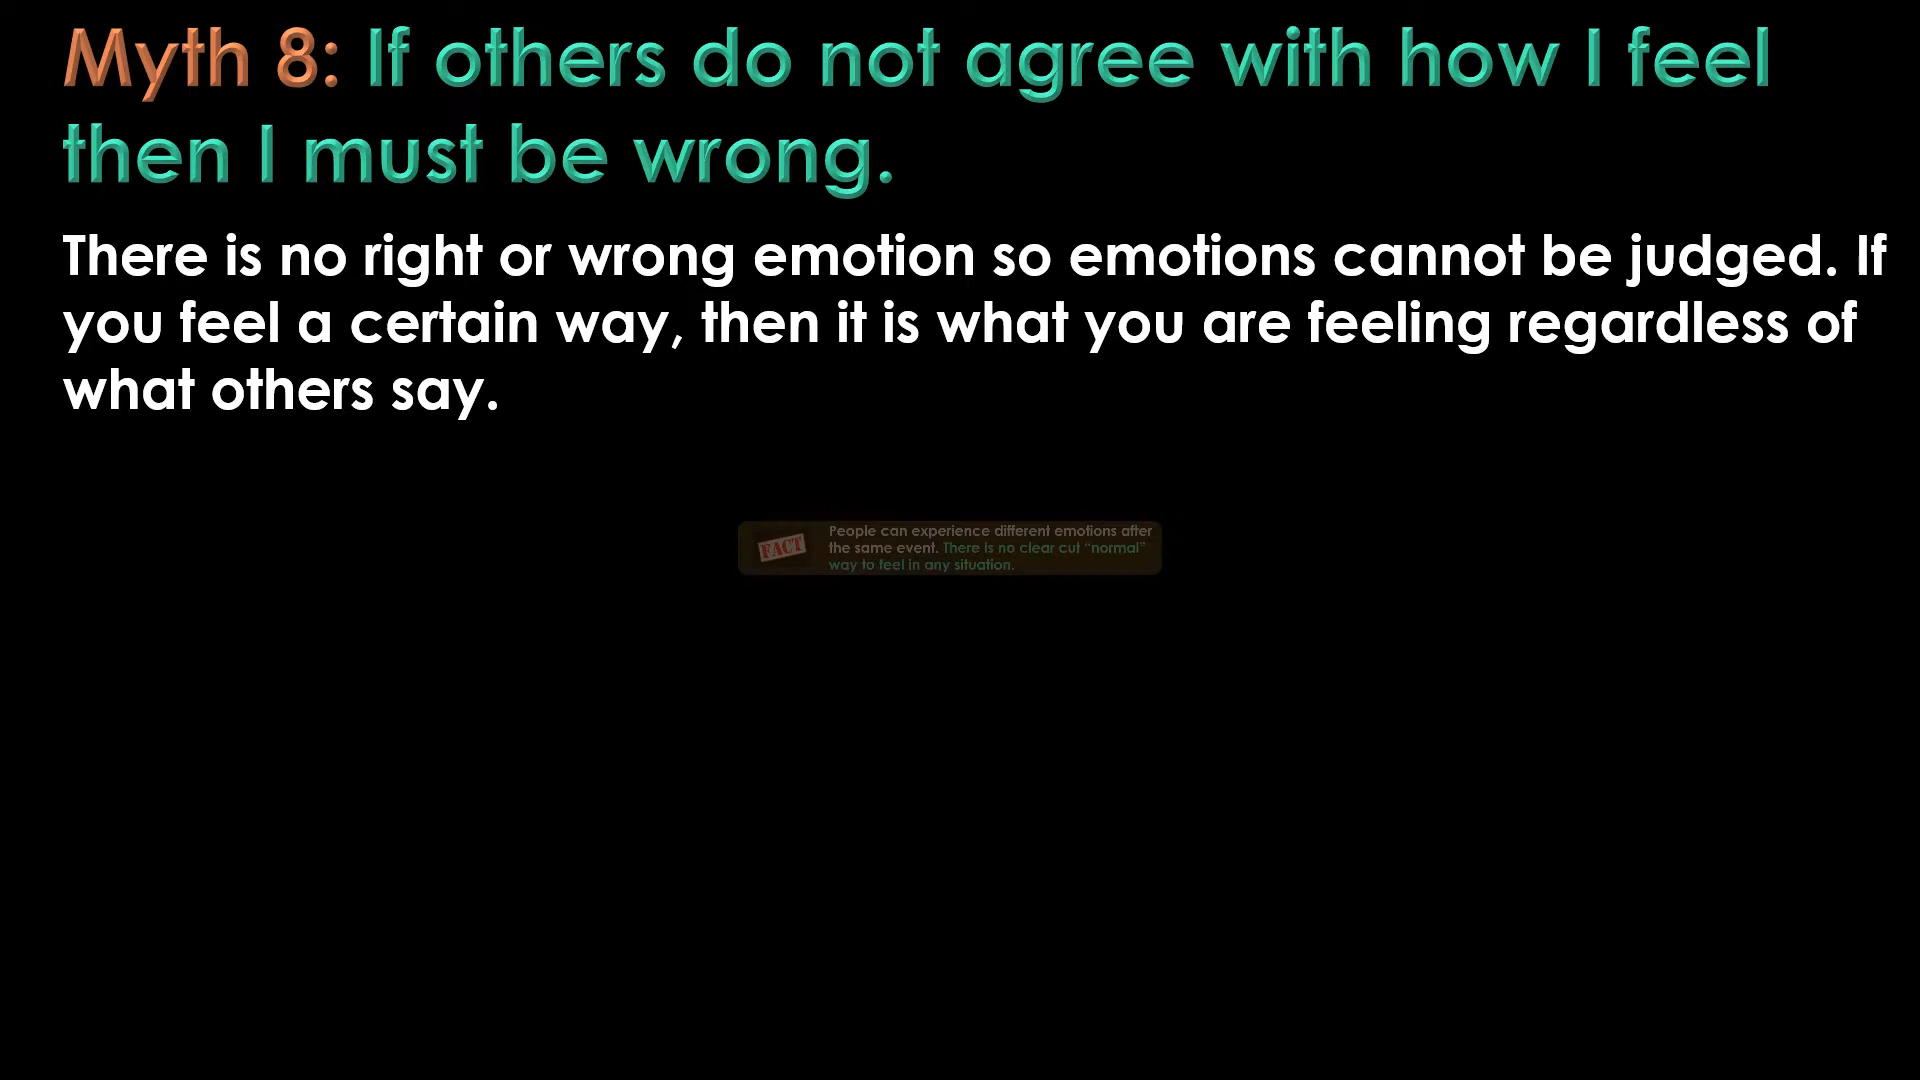 Myth 8: If others do not agree with how I feel
then I must be wrong.
There is no right or wrong emotion so emotions cannot be judged. If
you feel a certain way, then it is what you are feeling regardless of
what others say.
FACT
People can experience different emotions after
the same event. There is no clear cut “normal”
way to feel in any situation.